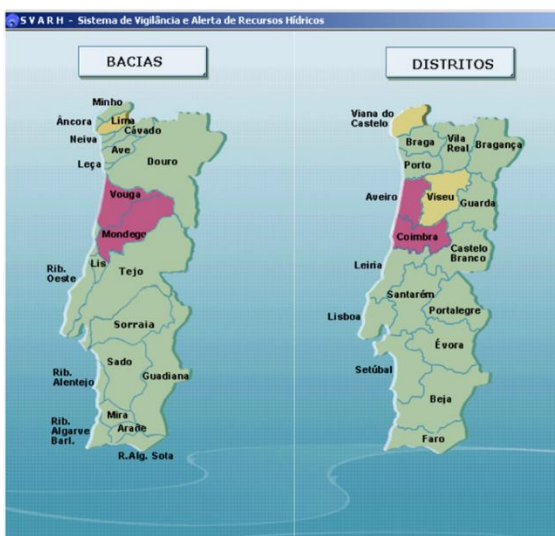 SVARH - Sistema de Vigilância e Alerta de Recursos Hídricos
BACIAS
Minho
Âncora
Lima
Cávado
Neiva
Ave
Leça
Douro
Vouga
Mondego
Lis
Rib.
Oeste
Tejo
Sorraia
Sado
Rib.
Alentejo
Guadiana
Mira
Rib.
Algarve
Barl.
Arade
R.Alg. Sota
DISTRITOS
Viana do
Castelo
Braga
Vila
Real
Bragança
Porto
Aveiro
Viseu
Guarda
Coimbra
Castelo
Branco
Leiria
Santarém
Lisboa
Portalegre
Évora
Setúbal
Beja
Faro